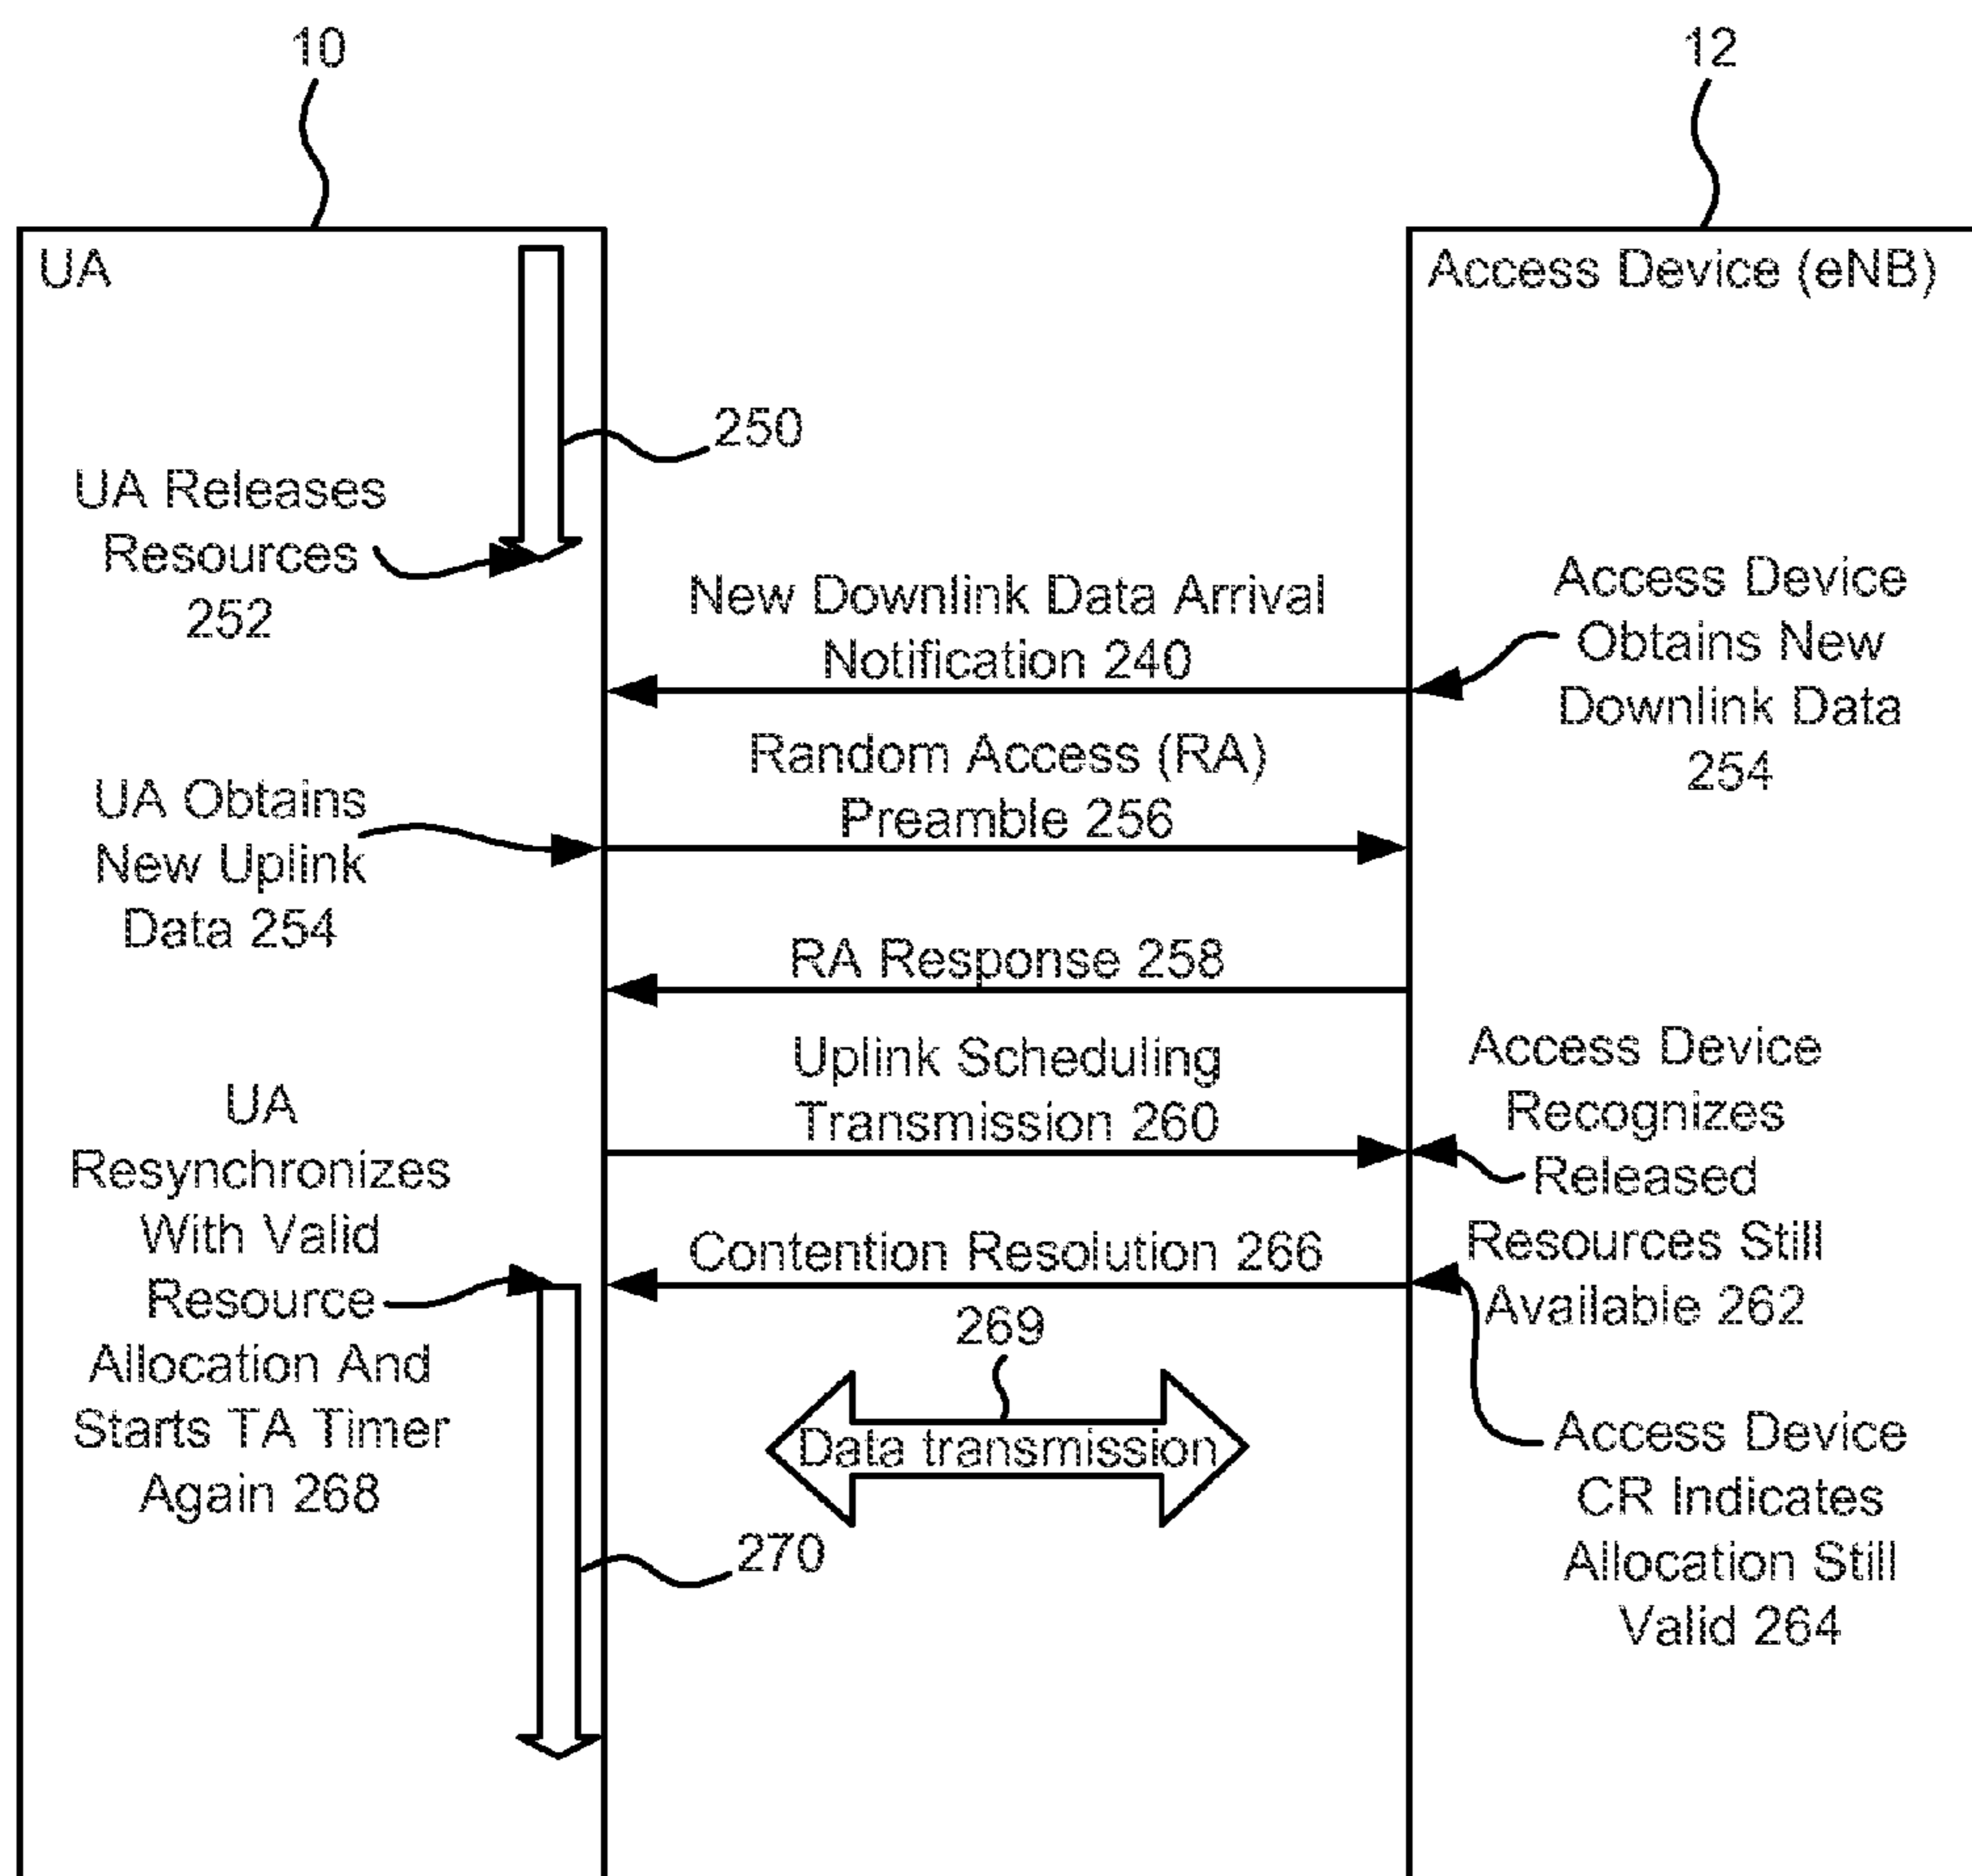 10
12
UA
Access Device (eNB)
250
UA Releases
Resources
252
New Downlink Data Arrival
Notification 240
Access Device
Obtains New
Downlink Data
254
Random Access (RA)
Preamble 256
UA Obtains
New Uplink
Data 254
RA Response 258
Uplink Scheduling
Transmission 260
Access Device
Recognizes
Released
Resources Still
Available 262
UA
Resynchronizes
With Valid
Resource
Allocation And
Starts TA Timer
Again 268
Contention Resolution 266
269
Data transmission
Access Device
CR Indicates
Allocation Still
Valid 264
270